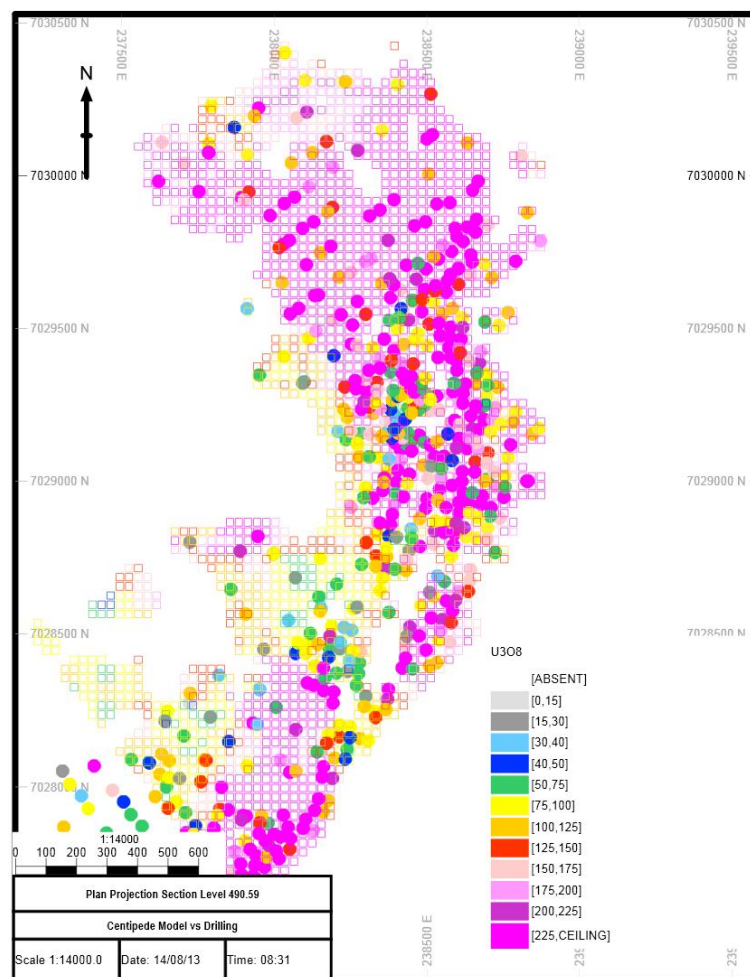 7030500 N
7030500 N
237500 E
238000 E
238500 E
239000 E
239500 E
N
7030000 N
7030000 N
7029500 N
7029500 N
7029000 N
7029000 N
7028500 N
7028500 N
7028000 N
U3O8
[ABSENT]
[0,15]
[15,30]
[30,40]
[40,50]
[50,75]
[75,100]
[100,125]
[125,150]
[150,175]
[175,200]
[200,225]
[225,CEILING]
1:14000
0 100 200 300 400 500 600
Plan Projection Section Level 490.59
Centipede Model vs Drilling
Scale 1:14000.0 Date: 14/08/13 Time: 08:31
238500 E